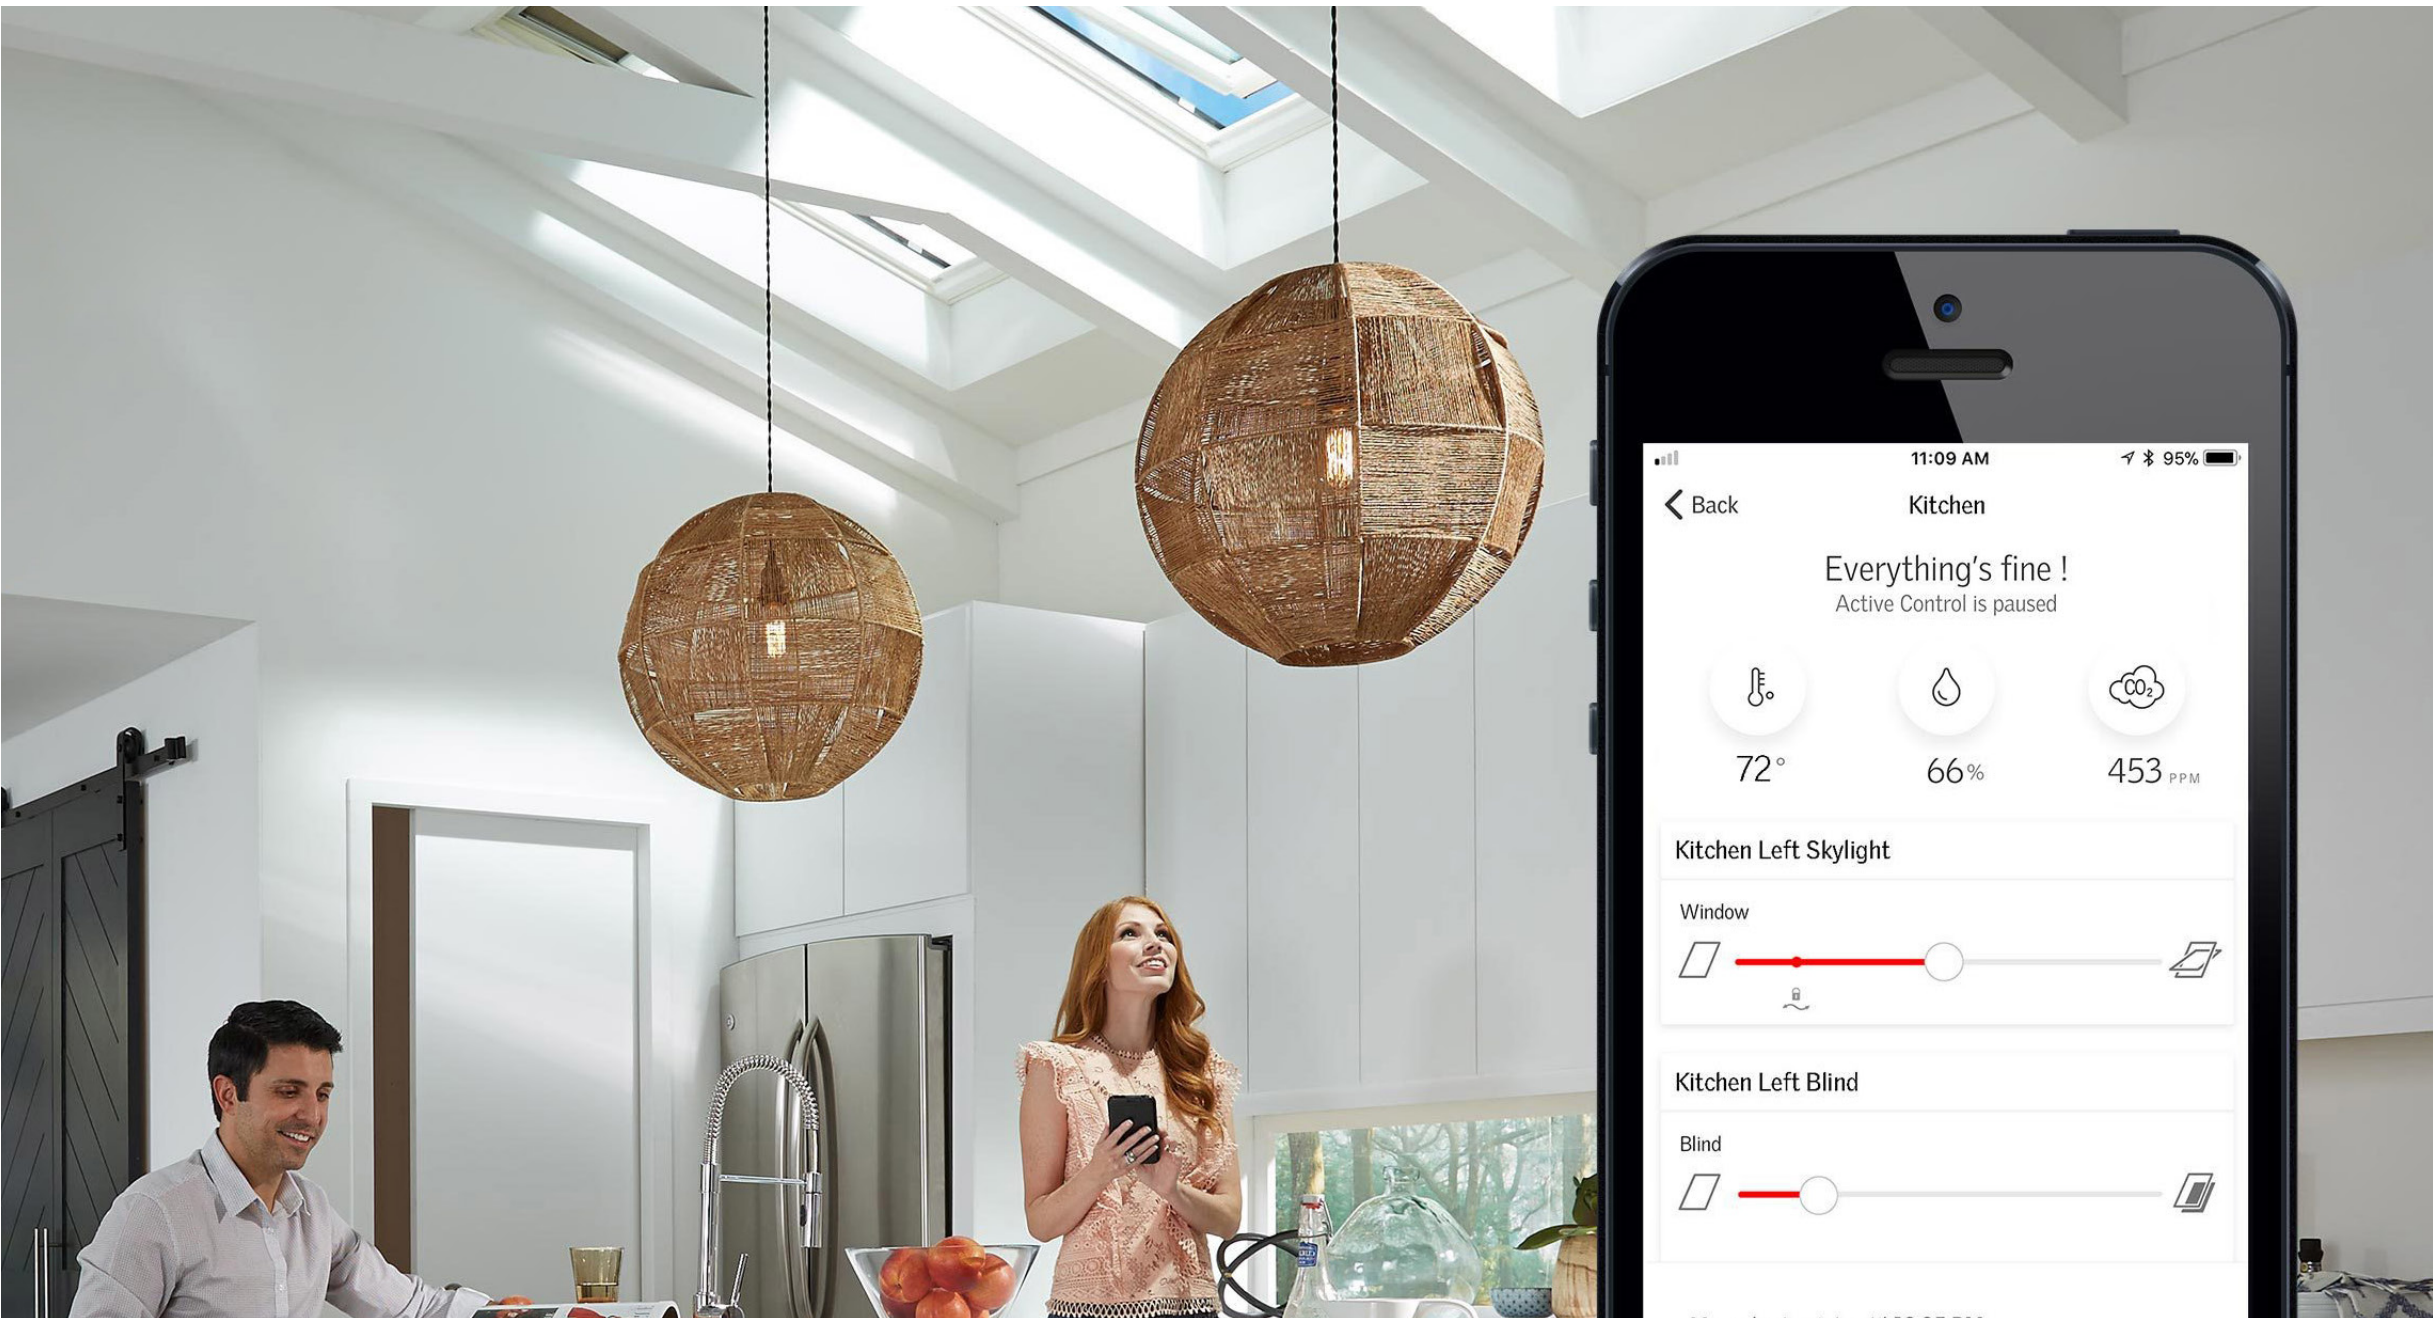 11:09 AM
95%
Back
Kitchen
Everything's fine !
Active Control is paused
CO2
72°
66%
453 PPM
Kitchen Left Skylight
Window
Kitchen Left Blind
Blind